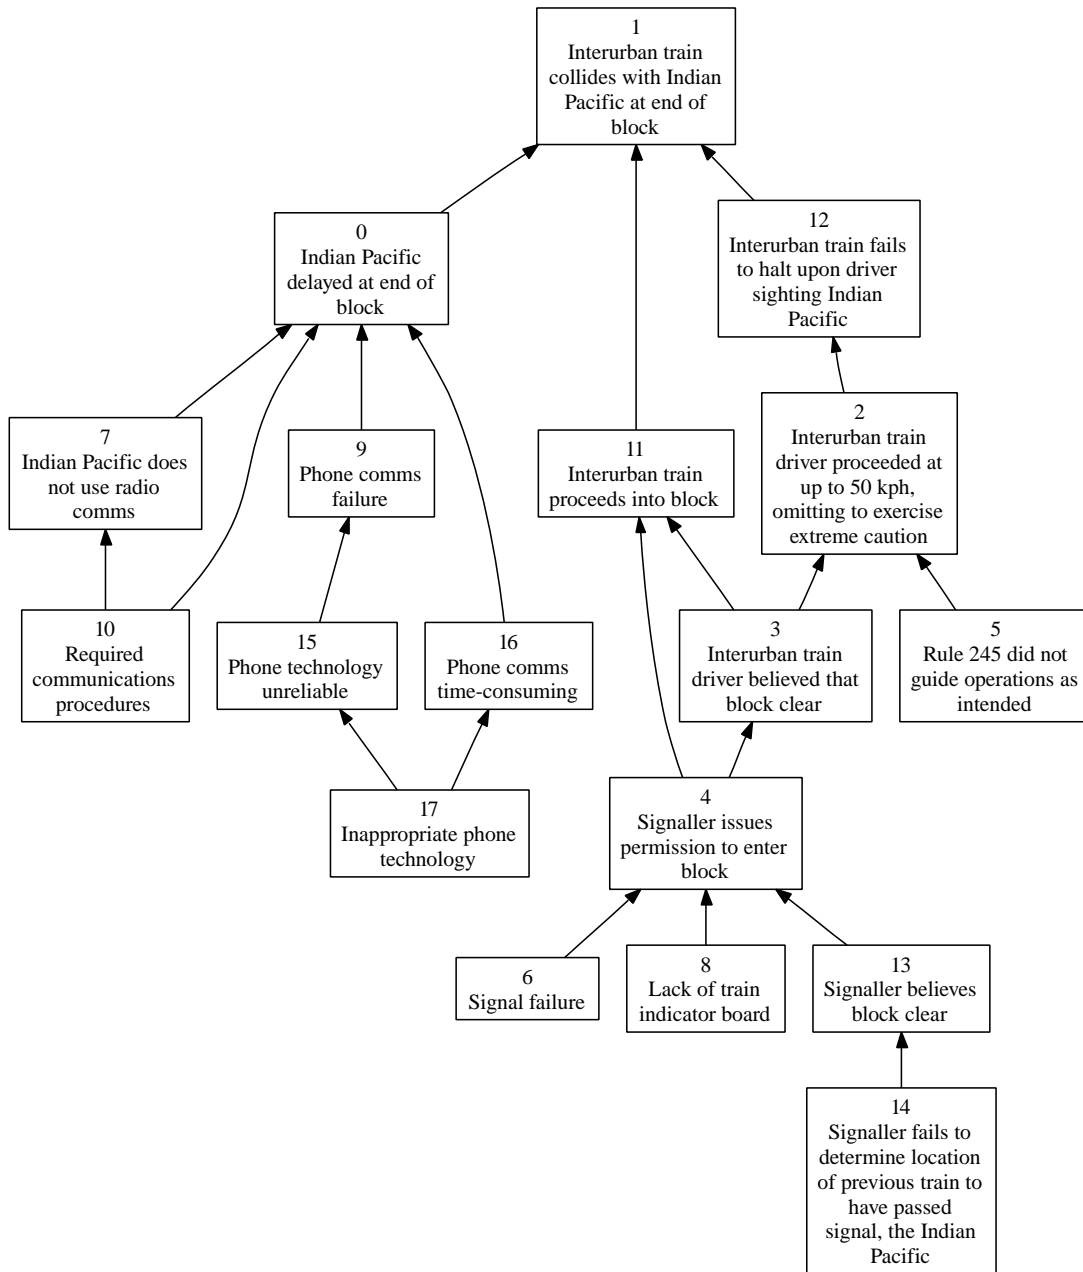 1
Interurban train
collides with Indian
Pacific at end of
block
0
Indian Pacific
delayed at end of
block
12
Interurban train fails
to halt upon driver
sighting Indian
Pacific
7
Indian Pacific does
not use radio
comms
9
Phone comms
failure
11
Interurban train
proceeds into block
2
Interurban train
driver proceeded at
up to 50 kph,
omitting to exercise
extreme caution
10
Required
communications
procedures
15
Phone technology
unreliable
16
Phone comms
time-consuming
3
Interurban train
driver believed that
block clear
5
Rule 245 did not
guide operations as
intended
17
Inappropriate phone
technology
4
Signaller issues
permission to enter
block
6
Signal failure
8
Lack of train
indicator board
13
Signaller believes
block clear
14
Signaller fails to
determine location
of previous train to
have passed
signal, the Indian
Pacific